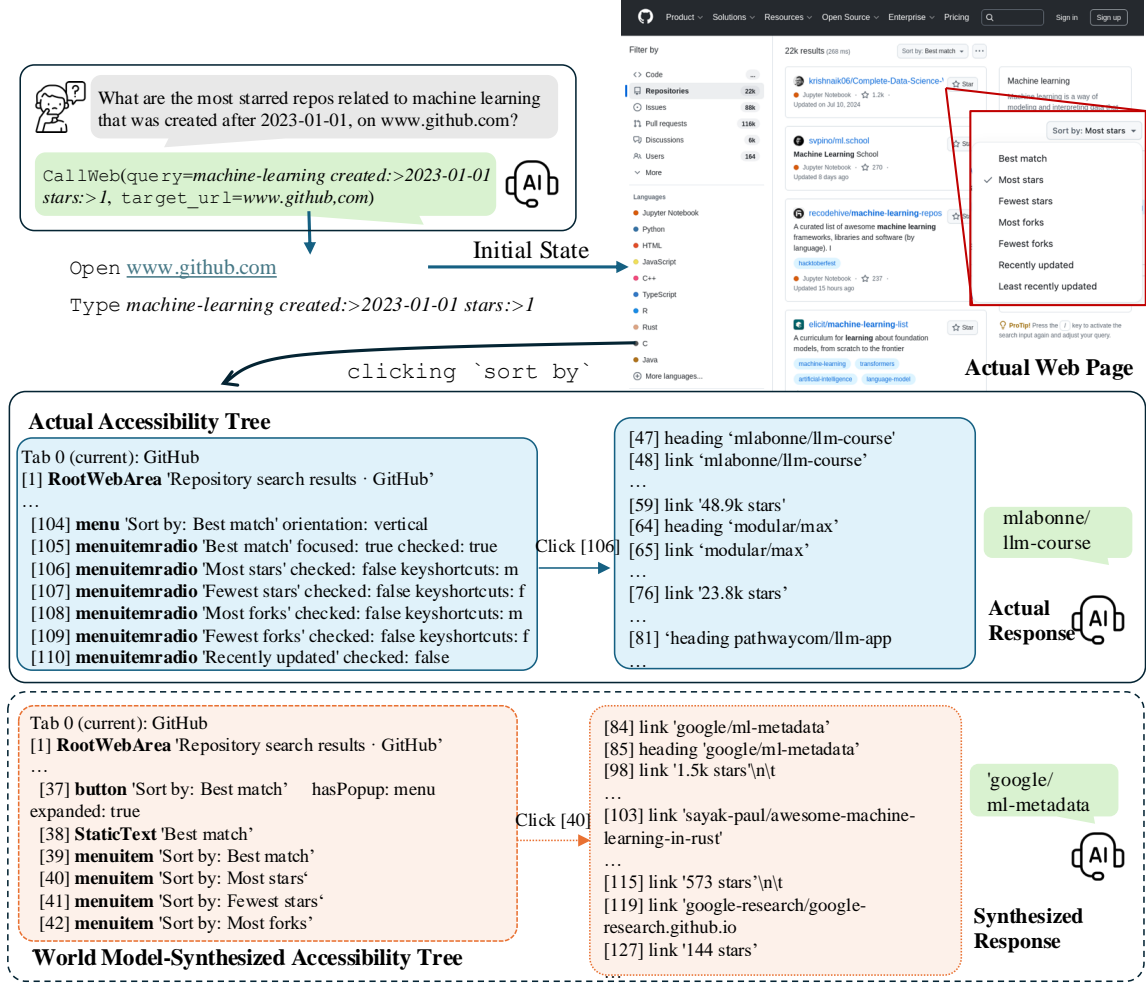 Product Solutions Resources Open Source Enterprise Pricing Sign in Sign up
Filter by
Code ...
Repositories 22k
Issues 88k
Pull requests 116k
Discussions 6k
Users 164
More
Languages
Jupyter Notebook
Python
HTML
JavaScript
C++
TypeScript
R
Rust
C
Java
More languages...
22k results (268 ms) Sort by: Best match ...
krishnaik06/Complete-Data-Science- Star
Jupyter Notebook · 1.2k ·
Updated on Jul 10, 2024
svpino/ml.school
Machine Learning School
Jupyter Notebook · 270 ·
Updated 8 days ago
recodehive/machine-learning-repos
A curated list of awesome machine learning
frameworks, libraries and software (by
language). I
hacktoberfest
Jupyter Notebook · 237 ·
Updated 15 hours ago
elicit/machine-learning-list Star
A curriculum for learning about foundation
models, from scratch to the frontier
machine-learning transformers
artificial-intelligence language-model
Machine learning
Machine learning is a way of
modeling and interpreting data that
Sort by: Most stars
Best match
Most stars
Fewest stars
Most forks
Fewest forks
Recently updated
Least recently updated
ProTip! Press the / key to activate the
search input again and adjust your query.
Actual Web Page
What are the most starred repos related to machine learning
that was created after 2023-01-01, on www.github.com?
CallWeb(query=machine-learning created:>2023-01-01
stars:>1, target_url=www.github,com)
AI
Open www.github.com
Initial State
Type machine-learning created:>2023-01-01 stars:>1
clicking `sort by`
Actual Accessibility Tree
Tab 0 (current): GitHub
[1] RootWebArea 'Repository search results · GitHub’
…
[104] menu 'Sort by: Best match' orientation: vertical
[105] menuitemradio 'Best match' focused: true checked: true
[106] menuitemradio 'Most stars' checked: false keyshortcuts: m
[107] menuitemradio 'Fewest stars' checked: false keyshortcuts: f
[108] menuitemradio 'Most forks' checked: false keyshortcuts: m
[109] menuitemradio 'Fewest forks' checked: false keyshortcuts: f
[110] menuitemradio 'Recently updated' checked: false
Click [106]
[47] heading ‘mlabonne/llm-course'
[48] link ‘mlabonne/llm-course’
…
[59] link '48.9k stars'
[64] heading ‘modular/max’
[65] link ‘modular/max’
…
[76] link '23.8k stars’
…
[81] ‘heading pathwaycom/llm-app
…
mlabonne/
llm-course
Actual
Response
AI
Tab 0 (current): GitHub
[1] RootWebArea 'Repository search results · GitHub’
…
[37] button 'Sort by: Best match’ hasPopup: menu
expanded: true
[38] StaticText 'Best match’
[39] menuitem 'Sort by: Best match’
[40] menuitem 'Sort by: Most stars‘
[41] menuitem 'Sort by: Fewest stars‘
[42] menuitem 'Sort by: Most forks’
World Model-Synthesized Accessibility Tree
Click [40]
[84] link 'google/ml-metadata’
[85] heading 'google/ml-metadata’
[98] link '1.5k stars'\n\t
…
[103] link 'sayak-paul/awesome-machine-
learning-in-rust'
…
[115] link '573 stars’\n\t
[119] link 'google-research/google-
research.github.io
[127] link '144 stars’
…
'google/
ml-metadata
AI
Synthesized
Response